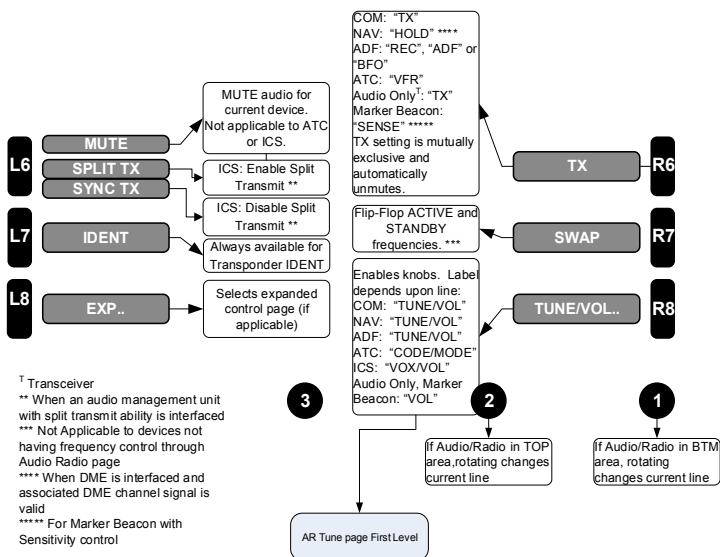 MUTE audio for
current device.
Not applicable to ATC
or ICS.
L6
MUTE
SPLIT TX
SYNC TX
ICS: Enable Split
Transmit **
ICS: Disable Split
Transmit **
L7
IDENT
Always available for
Transponder IDENT
L8
EXP..
Selects expanded
control page (if
applicable)
COM: “TX”
NAV: “HOLD” ****
ADF: “REC”, “ADF” or
“BFO”
ATC: “VFR”
Audio OnlyT: “TX”
Marker Beacon:
“SENSE” *****
TX setting is mutually
exclusive and
automatically
unmutes.
TX
R6
Flip-Flop ACTIVE and
STANDBY
frequencies. ***
SWAP
R7
Enables knobs. Label
depends upon line:
COM: “TUNE/VOL”
NAV: “TUNE/VOL”
ADF: “TUNE/VOL”
ATC: “CODE/MODE”
ICS: “VOX/VOL”
Audio Only, Marker
Beacon: “VOL”
TUNE/VOL..
R8
T Transceiver
** When an audio management unit
with split transmit ability is interfaced
*** Not Applicable to devices not
having frequency control through
Audio Radio page
**** When DME is interfaced and
associated DME channel signal is
valid
***** For Marker Beacon with
Sensitivity control
3
2
1
If Audio/Radio in TOP
area,rotating changes
current line
If Audio/Radio in BTM
area, rotating
changes current line
AR Tune page First Level